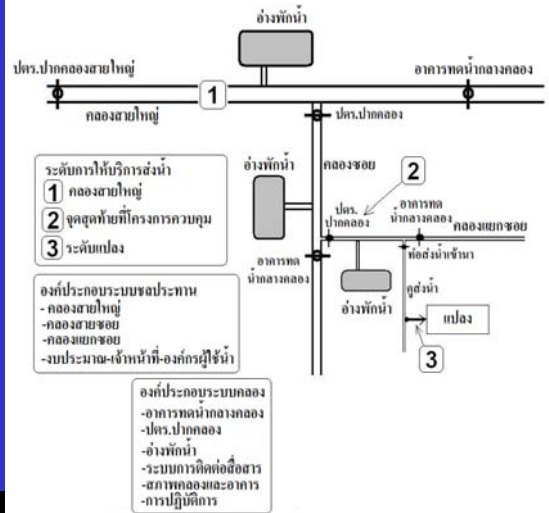 อ่างพักน้ำ
ปตร.ปากคลองสายใหญ่
อาคารทดน้ำกลางคลอง
1
คลองสายใหญ่
ปตร.ปากคลอง
อ่างพักน้ำ
คลองซอย
2
ระดับการให้บริการส่งน้ำ
1 คลองสายใหญ่
2 จุดสุดท้ายที่โครงการควบคุม
3 ระดับแปลง
ปตร.
ปากคลอง
อาคารทด
น้ำกลางคลอง
คลองแยกซอย
อาคารทด
น้ำกลางคลอง
ท่อส่งน้ำเข้านา
คูส่งน้ำ
อ่างพักน้ำ
แปลง
3
องค์ประกอบระบบชลประทาน
- คลองสายใหญ่
-คลองสายซอย
-คลองแยกซอย
-งบประมาณ-เจ้าหน้าที่-องค์กรผู้ใช้น้ำ
องค์ประกอบระบบคลอง
-อาคารทดน้ำกลางคลอง
-ปตร.ปากคลอง
-อ่างพักน้ำ
-ระบบการติดต่อสื่อสาร
-สภาพคลองและอาคาร
-การปฏิบัติการ